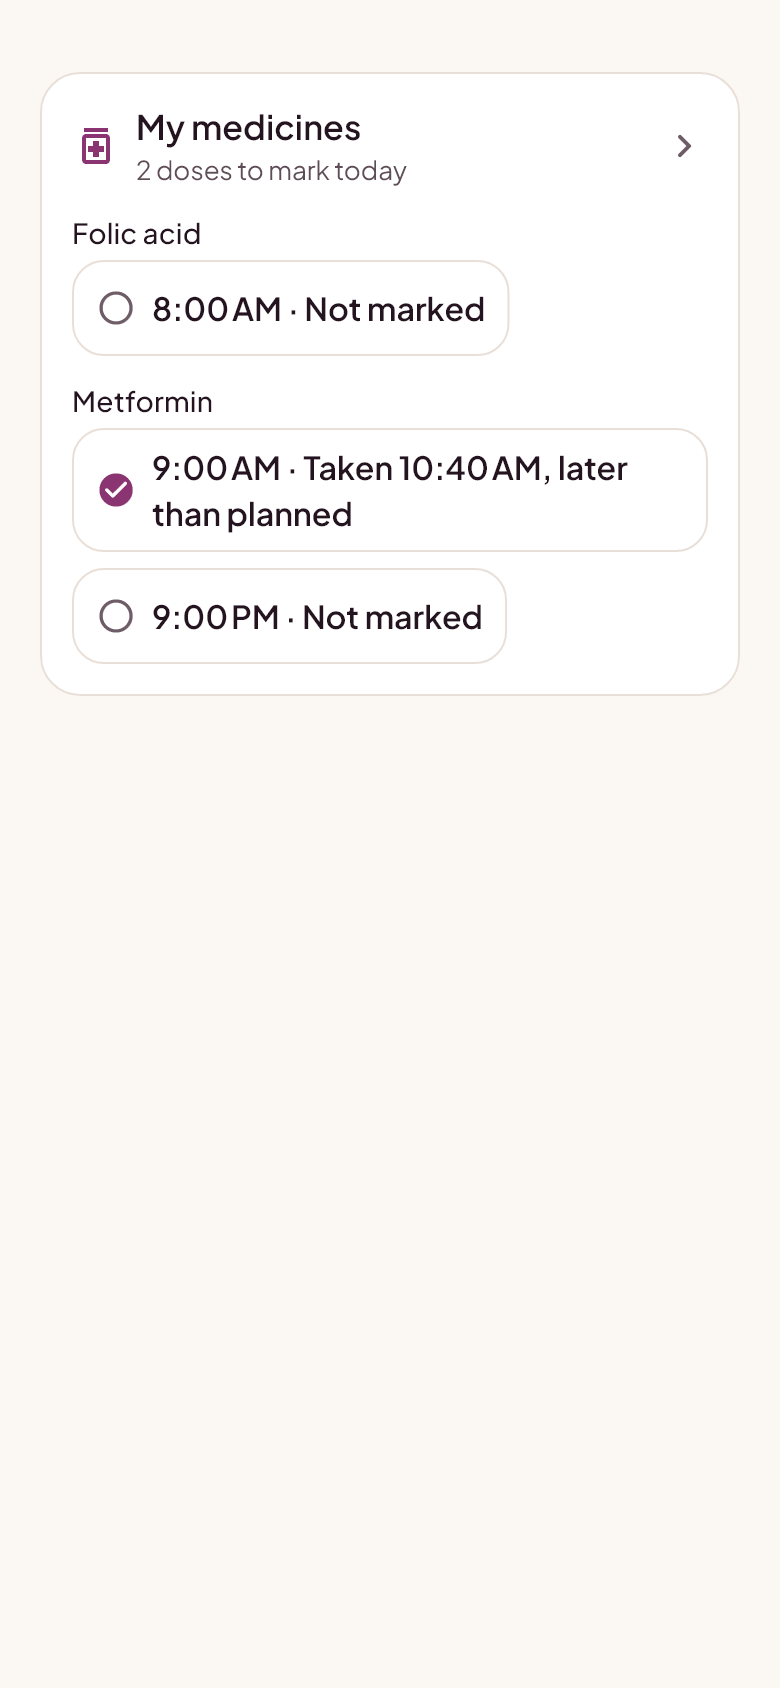 My medicines
2 doses to mark today
Folic acid
8:00 AM · Not marked
Metformin
9:00 AM · Taken 10:40 AM, later
than planned
9:00 PM · Not marked